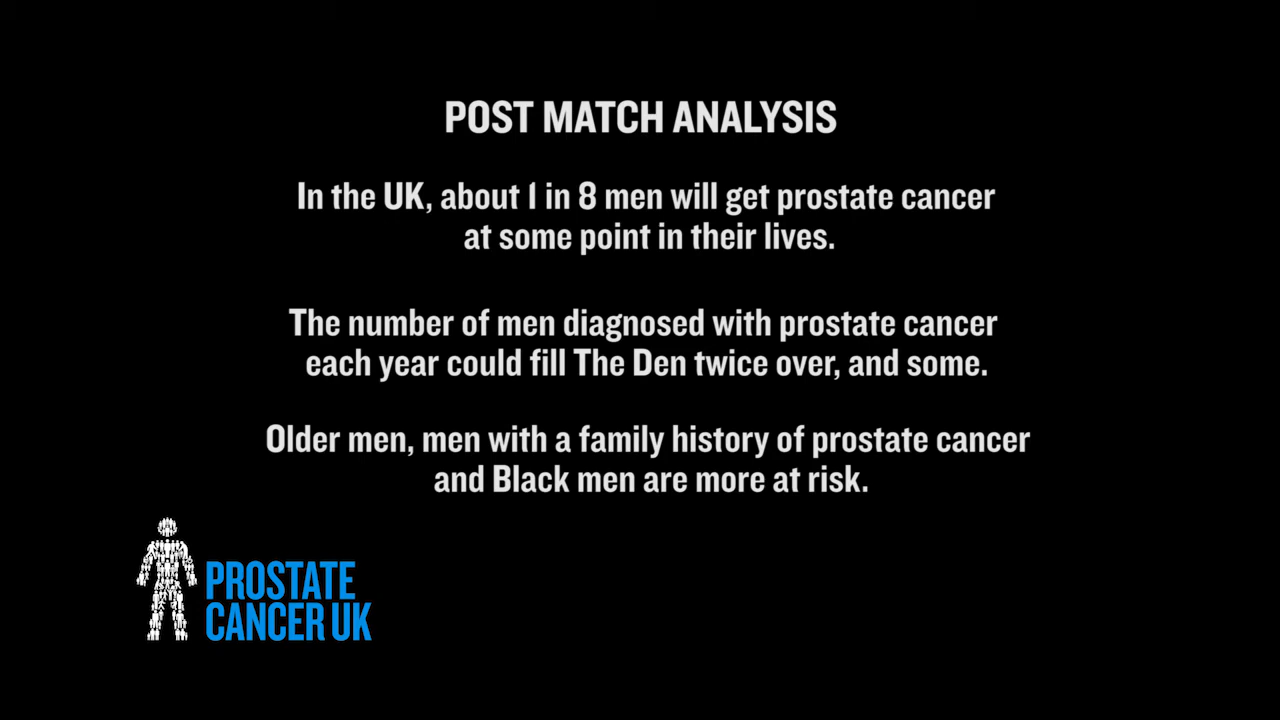 POST MATCH ANALYSIS
In the UK, about 1 in 8 men will get prostate cancer
at some point in their lives.
The number of men diagnosed with prostate cancer
each year could fill The Den twice over, and some.
Older men, men with a family history of prostate cancer
and Black men are more at risk.
PROSTATE
CANCER UK